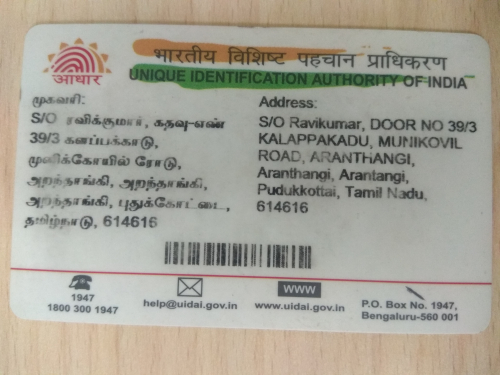 भारतीय विशिष्ट पहचान प्राधिकरण
आधार
UNIQUE IDENTIFICATION AUTHORITY OF INDIA
முகவரி:
S/O ரவிக்குமார், கதவு-எண்
39/3 களப்பக்காடு,
முனிக்கோயில் ரோடு,
அறந்தாங்கி, அறந்தாங்கி,
அறந்தாங்கி, புதுக்கோட்டை,
தமிழ்நாடு, 614616
Address:
S/O Ravikumar, DOOR NO 39/3
KALAPPAKADU, MUNIKOVIL
ROAD, ARANTHANGI,
Aranthangi, Arantangi,
Pudukkottai, Tamil Nadu,
614616
1947
1800 300 1947
help@uidai.gov.in
WWW
www.uidai.gov.in
P.O. Box No. 1947,
Bengaluru-560 001